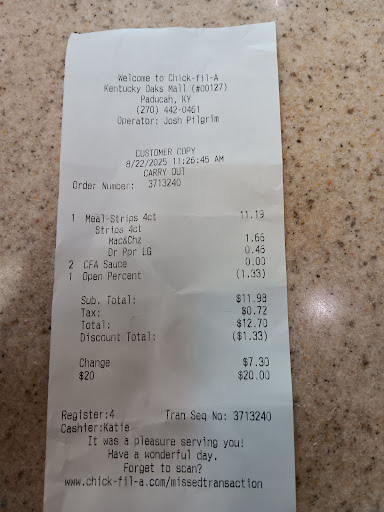 Welcome to Chick-fil-A
Kentucky Oaks Mall (#00127)
Paducah, KY
(270) 442-0461
Operator: Josh Pilgrim
CUSTOMER COPY
8/22/2025 11:26:45 AM
CARRY OUT
Order Number: 3713240
1 Meal-Strips 4ct 11.19
Strips 4ct
Mac&Chz 1.66
Dr Ppr LG 0.46
2 CFA Sauce 0.00
1 Open Percent (1.33)
Sub. Total: $11.98
Tax: $0.72
Total: $12.70
Discount Total: ($1.33)
Change $7.30
$20 $20.00
Register:4 Tran Seq No: 3713240
Cashier:Katie
It was a pleasure serving you!
Have a wonderful day.
Forget to scan?
www.chick-fil-a.com/missedtransaction